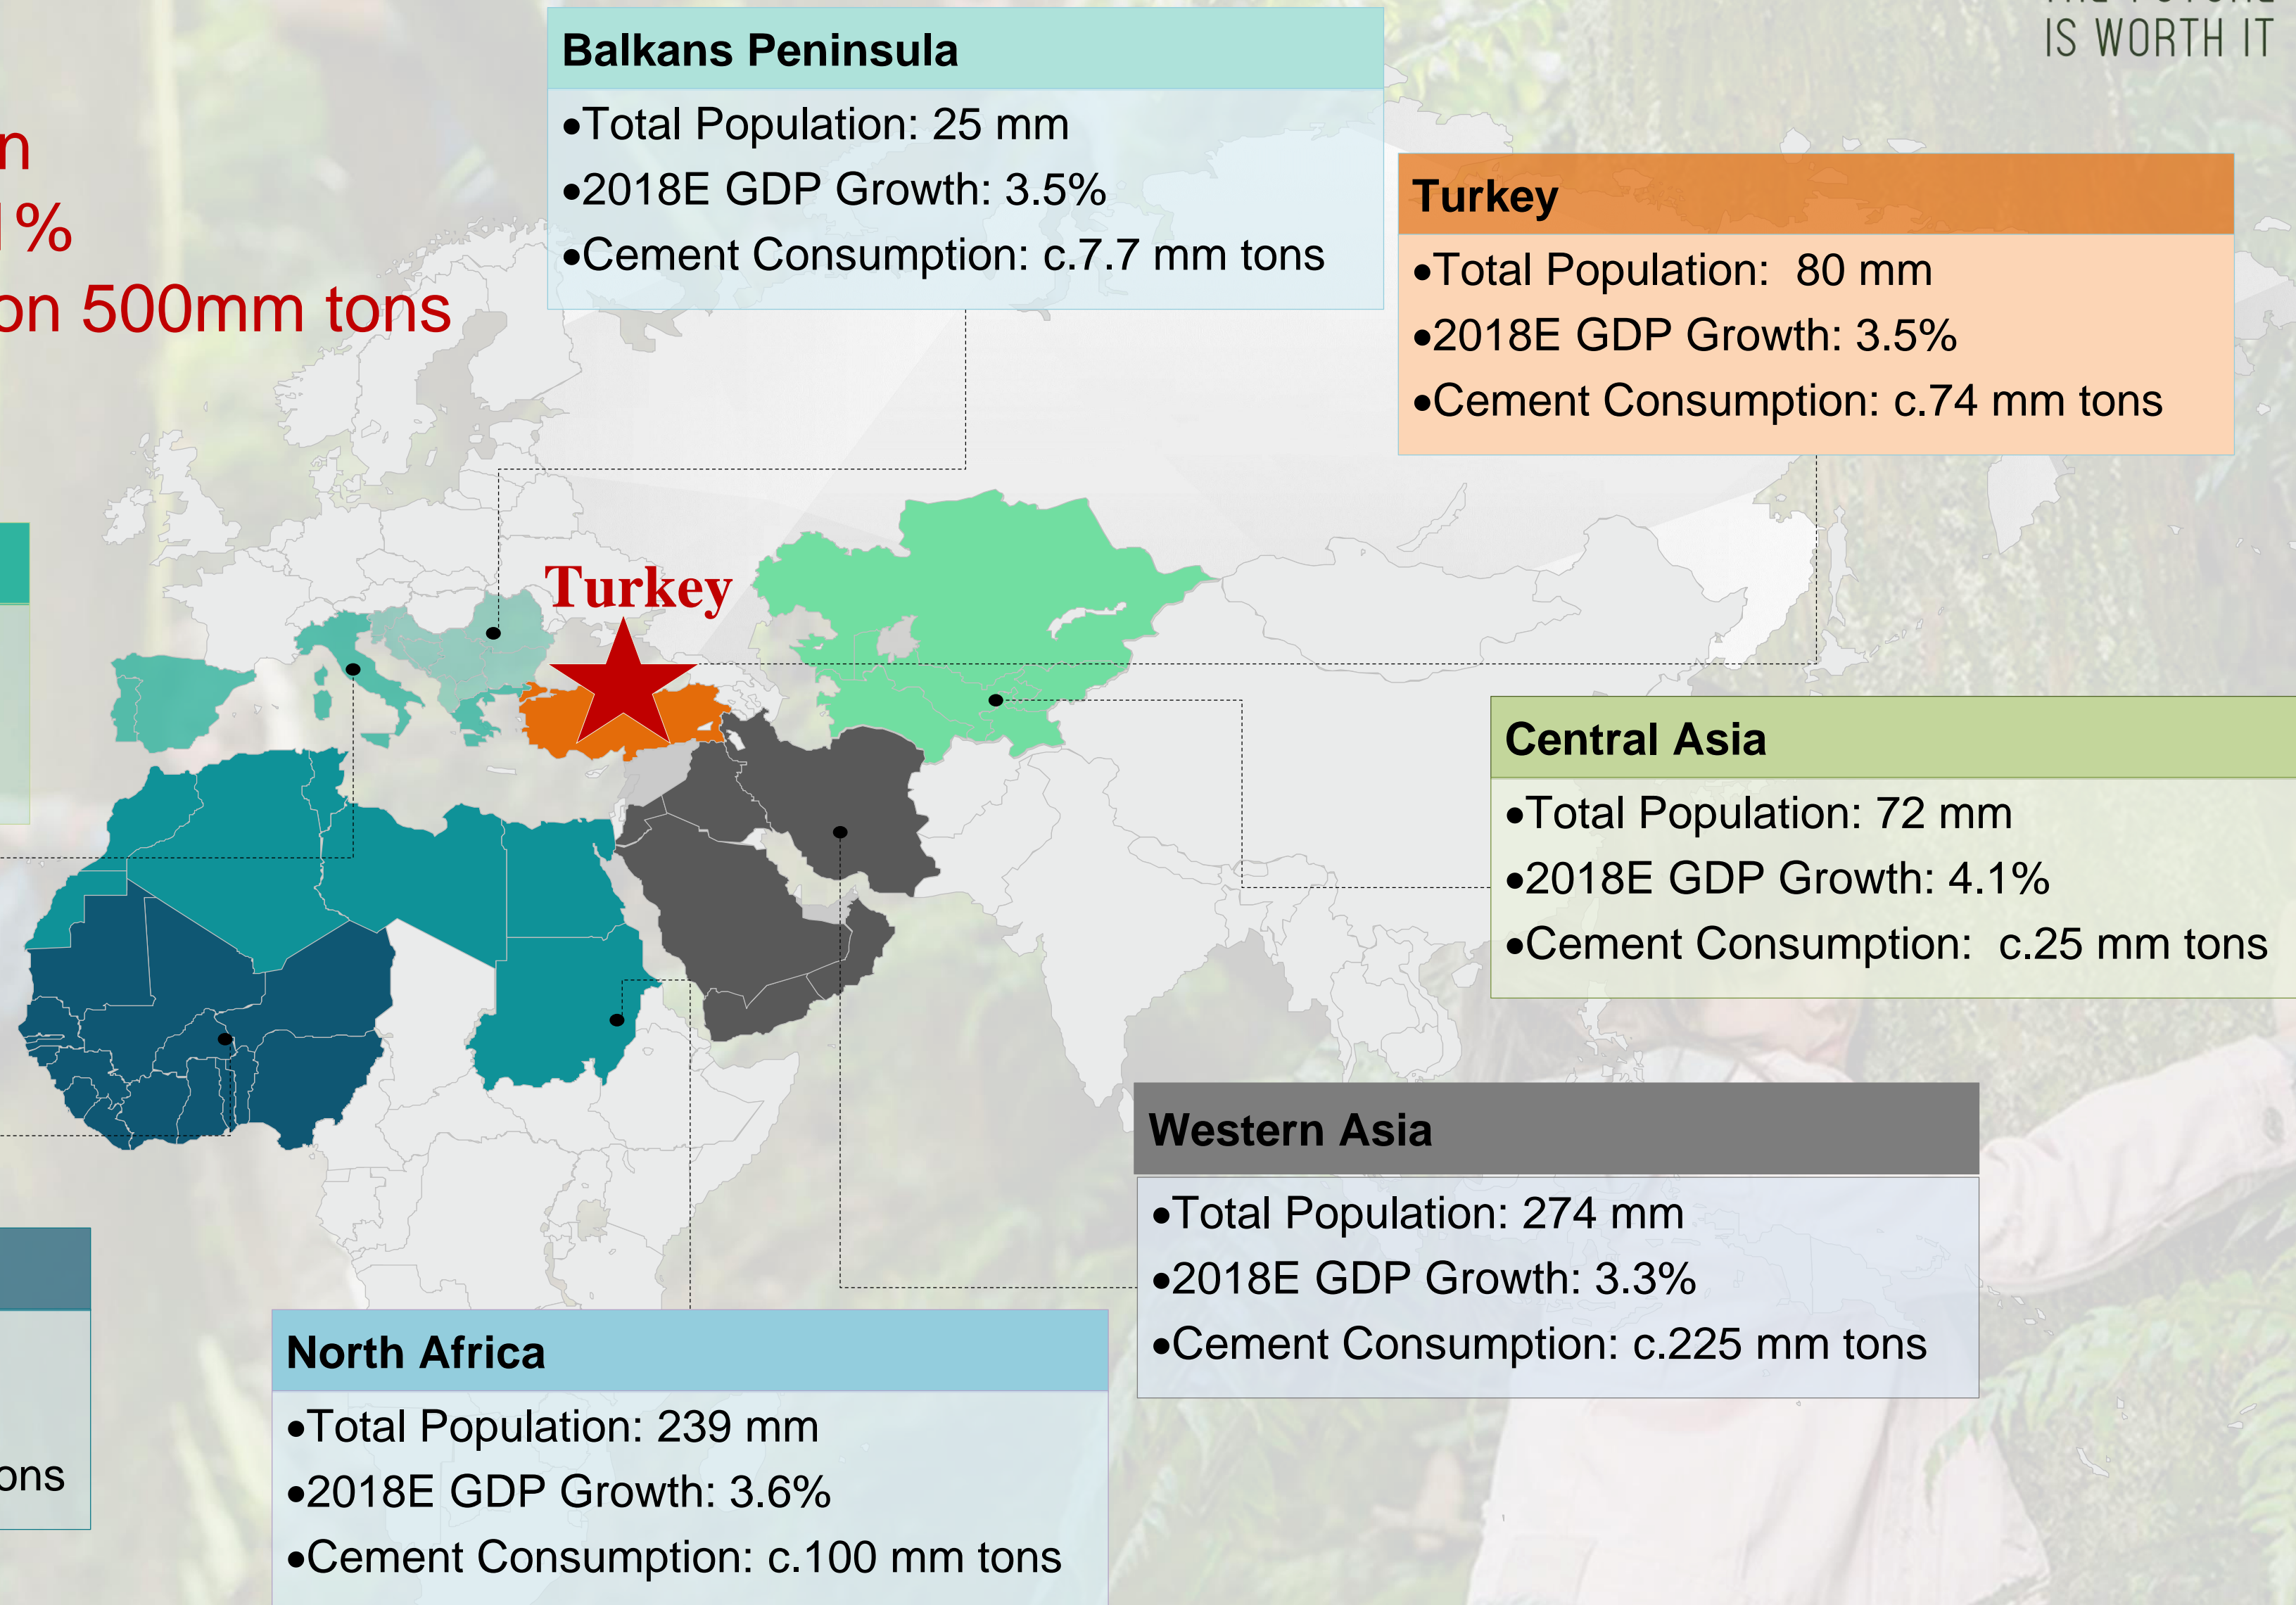 IS WORTH IT
Balkans Peninsula
•Total Population: 25 mm
•2018E GDP Growth: 3.5%
•Cement Consumption: c.7.7 mm tons
1%
500mm tons
Turkey
•Total Population: 80 mm
•2018E GDP Growth: 3.5%
•Cement Consumption: c.74 mm tons
Turkey
Central Asia
•Total Population: 72 mm
•2018E GDP Growth: 4.1%
•Cement Consumption: c.25 mm tons
Western Asia
•Total Population: 274 mm
•2018E GDP Growth: 3.3%
•Cement Consumption: c.225 mm tons
North Africa
•Total Population: 239 mm
•2018E GDP Growth: 3.6%
•Cement Consumption: c.100 mm tons